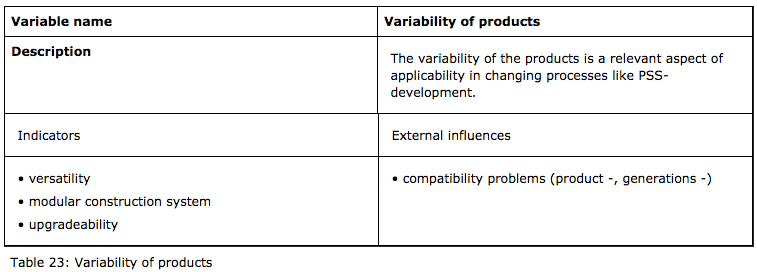 Variable name Variability of products
Description
The variability of the products is a relevant aspect of
applicability in changing processes like PSS-
development.
Indicators External influences
• versatility
• modular construction system
• upgradeability
• compatibility problems (product -, generations -)
Table 23: Variability of products